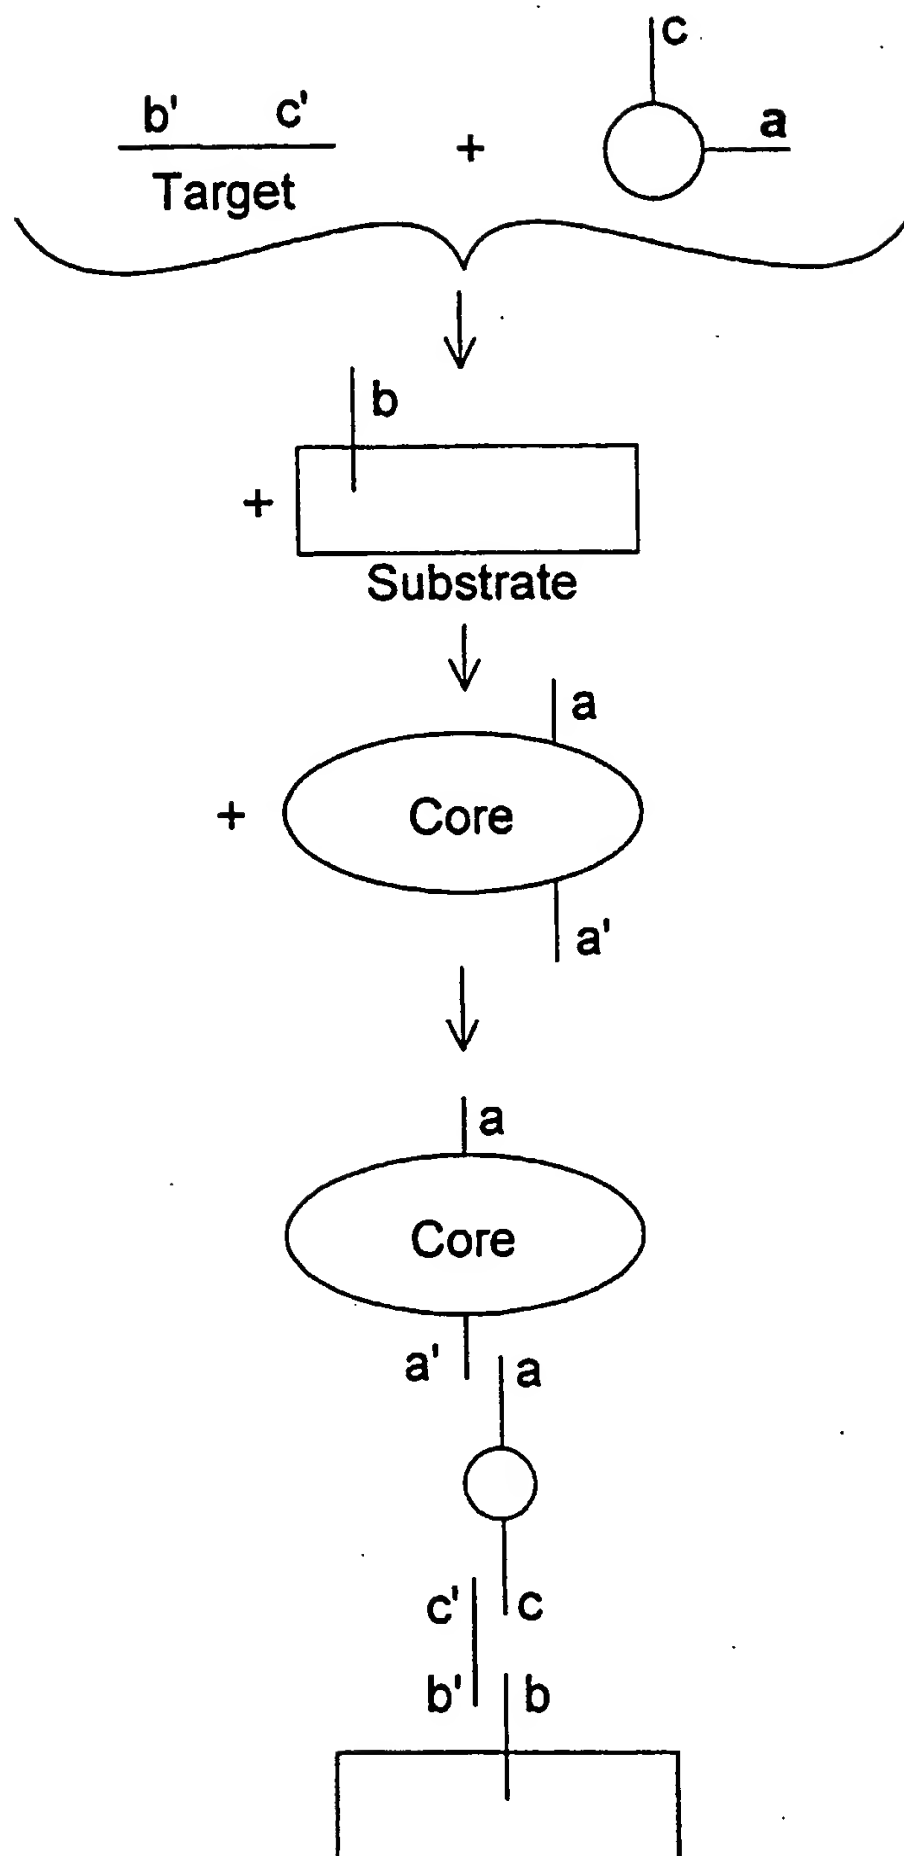 c
b' c' + a
Target
b
+
Substrate
a
+ Core
a'
a
Core
a' a
c' c
b' b